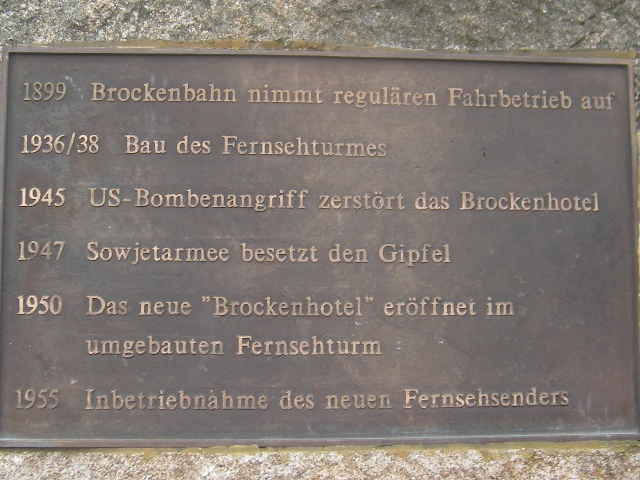 1899 Brockenbahn nimmt regulären Fahrbetrieb auf
1936/38 Bau des Fernsehturmes
1945 US-Bombenangriff zerstört das Brockenhotel
1947 Sowjetarmee besetzt den Gipfel
1950 Das neue "Brockenhotel" eröffnet im
umgebauten Fernsehturm
1955 Inbetriebnahme des neuen Fernsehsenders